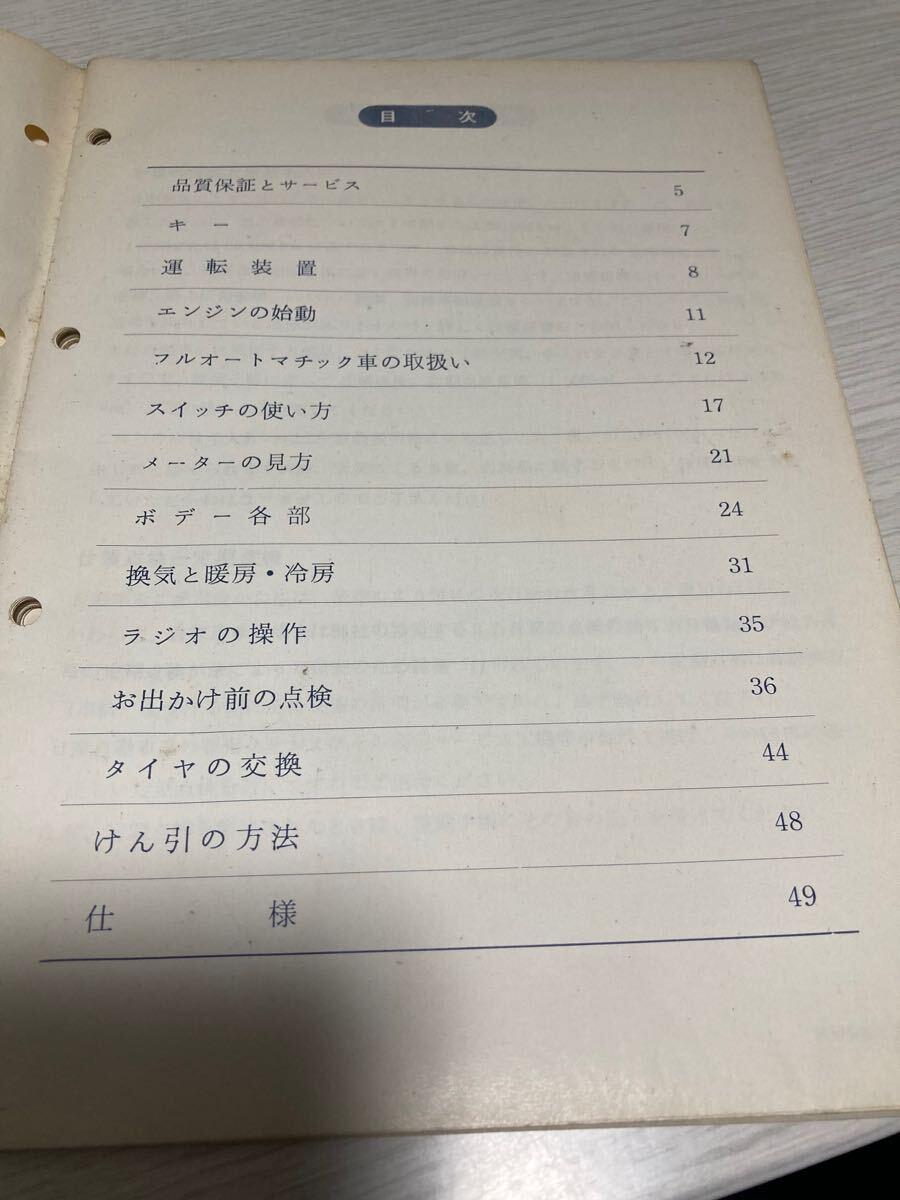 目 次
品質保証とサービス 5
キー 7
運転装置 8
エンジンの始動 11
フルオートマチック車の取扱い 12
スイッチの使い方 17
メーターの見方 21
ボデー各部 24
換気と暖房・冷房 31
ラジオの操作 35
お出かけ前の点検 36
タイヤの交換 44
けん引の方法 48
仕様 49